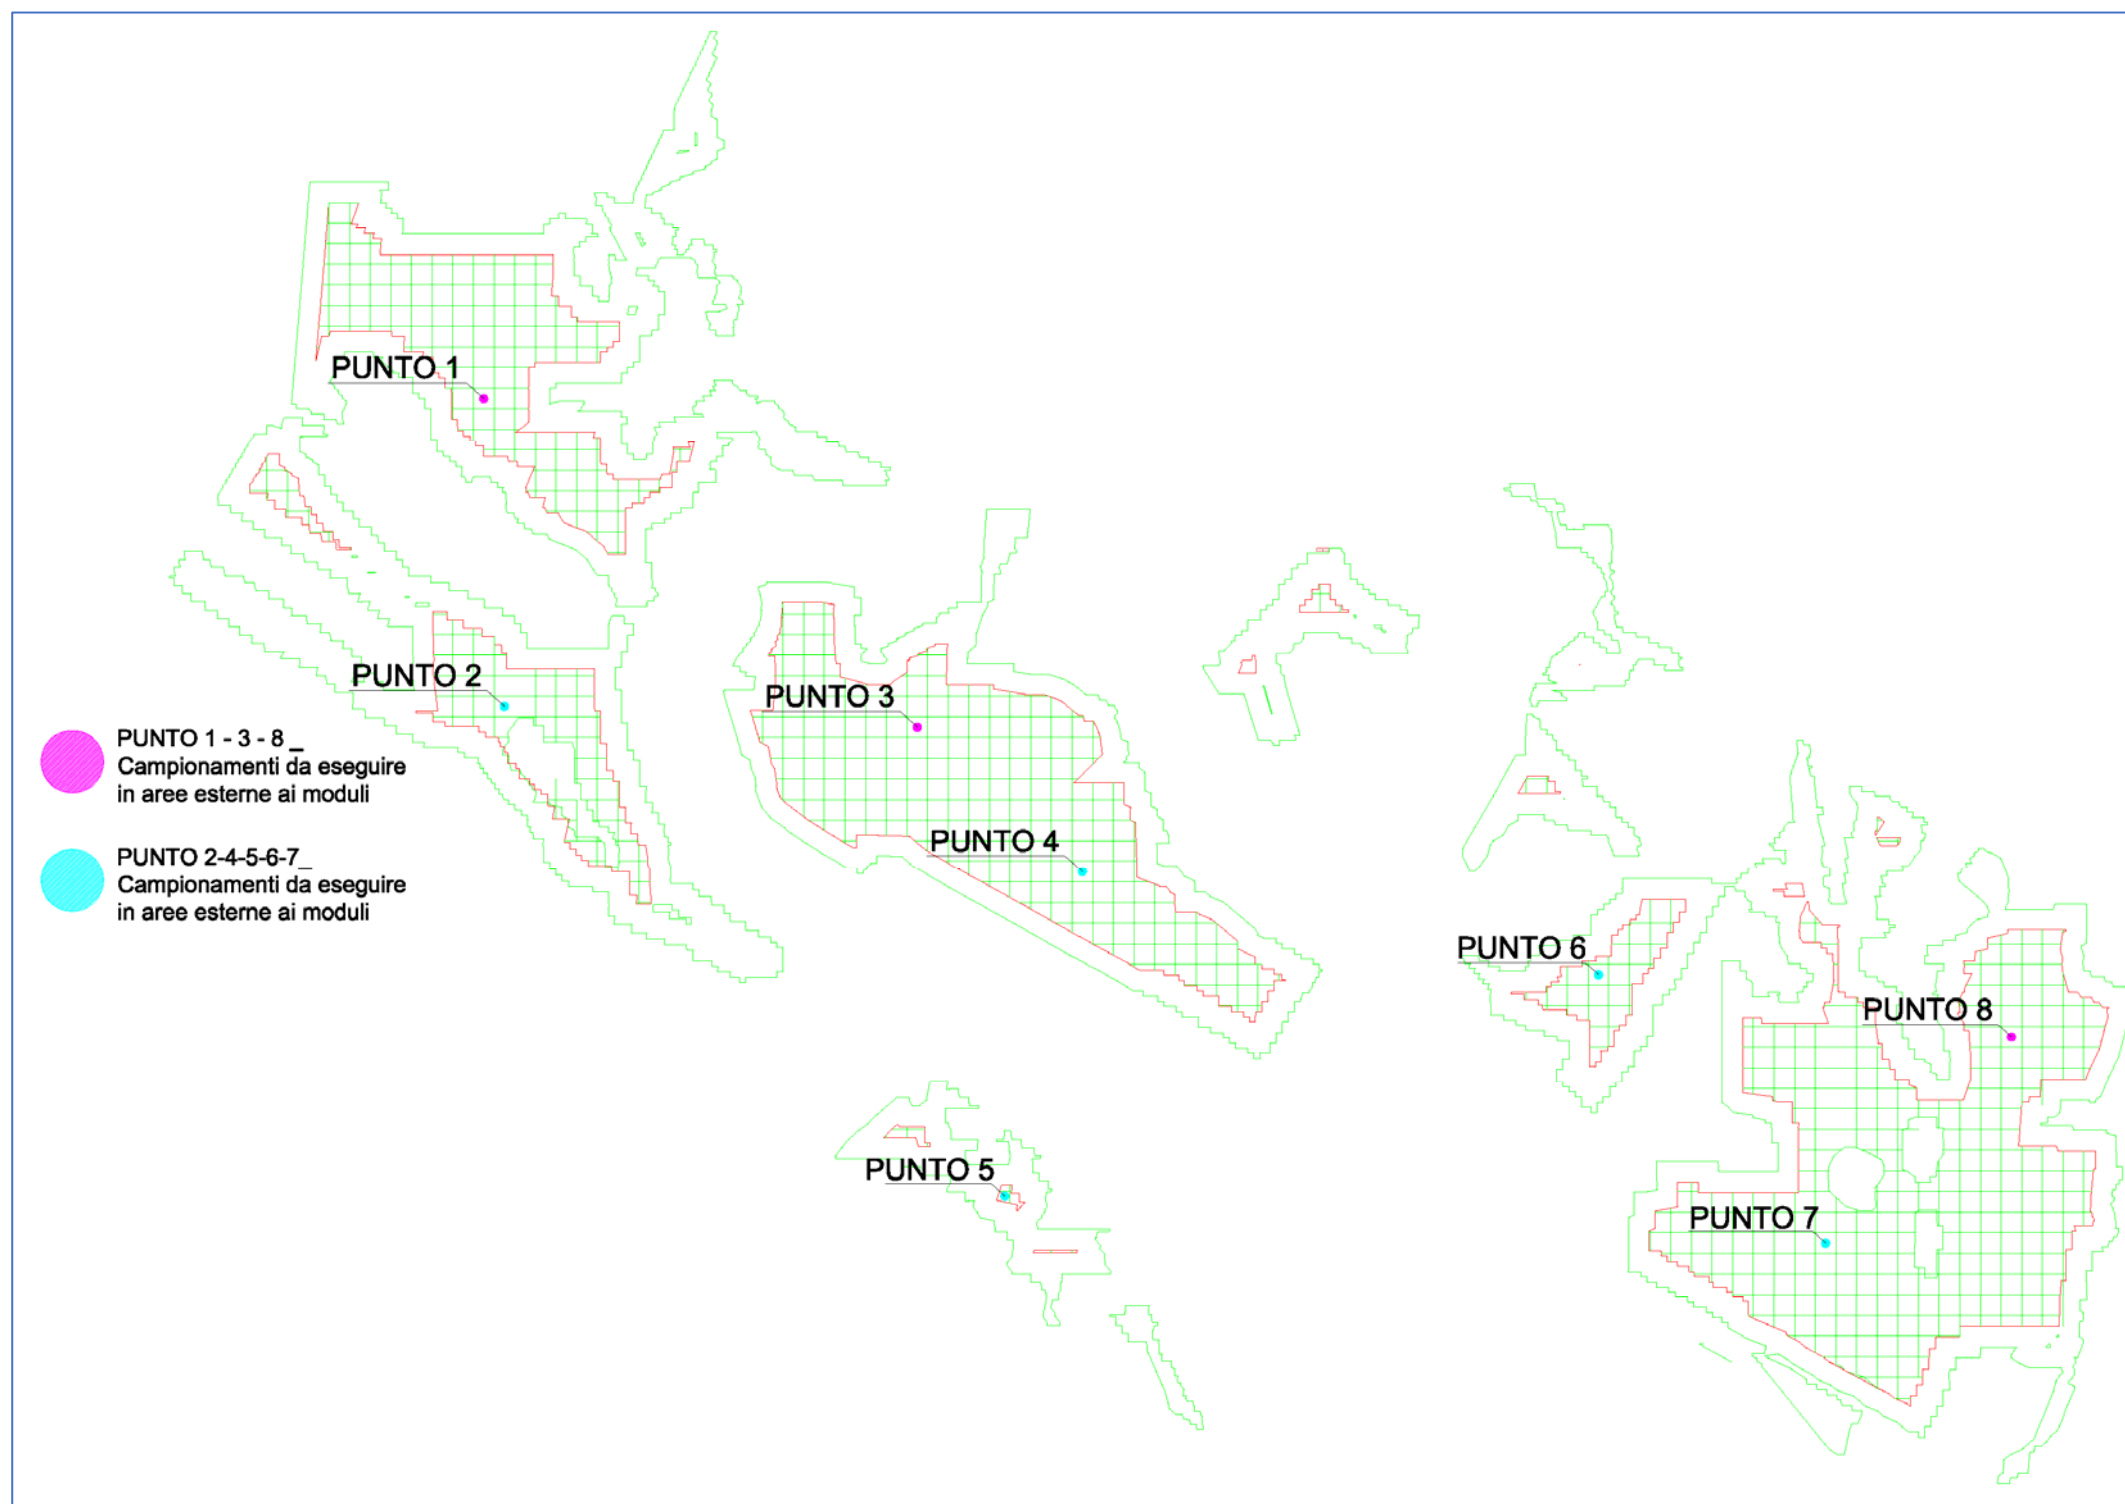 PUNTO 1
PUNTO 2
PUNTO 3
PUNTO 1 - 3 - 8 _
Campionamenti da eseguire
in aree esterne ai moduli
PUNTO 4
PUNTO 2-4-5-6-7_
Campionamenti da eseguire
in aree esterne ai moduli
PUNTO 6
PUNTO 8
PUNTO 5
PUNTO 7